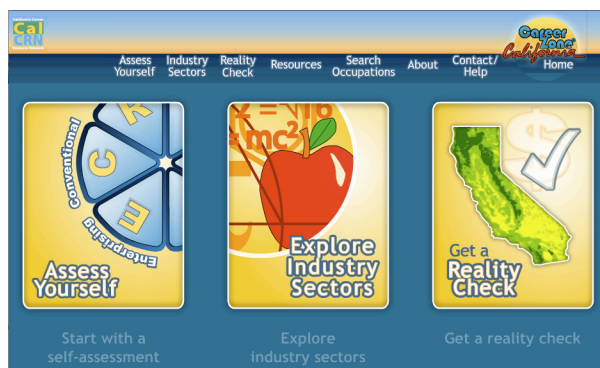 California Career
Cal
CRN
Resource Network
Career
Zone
California
Assess
Yourself
Industry
Sectors
Reality
Check
Resources
Search
Occupations
About
Contact/
Help
Home
Conventional
Enterprising
C
E
R
Assess
Yourself
= √16
= mc2
Explore
Industry
Sectors
$
Get a
Reality
Check
Start with a
self-assessment
Explore
industry sectors
Get a reality check